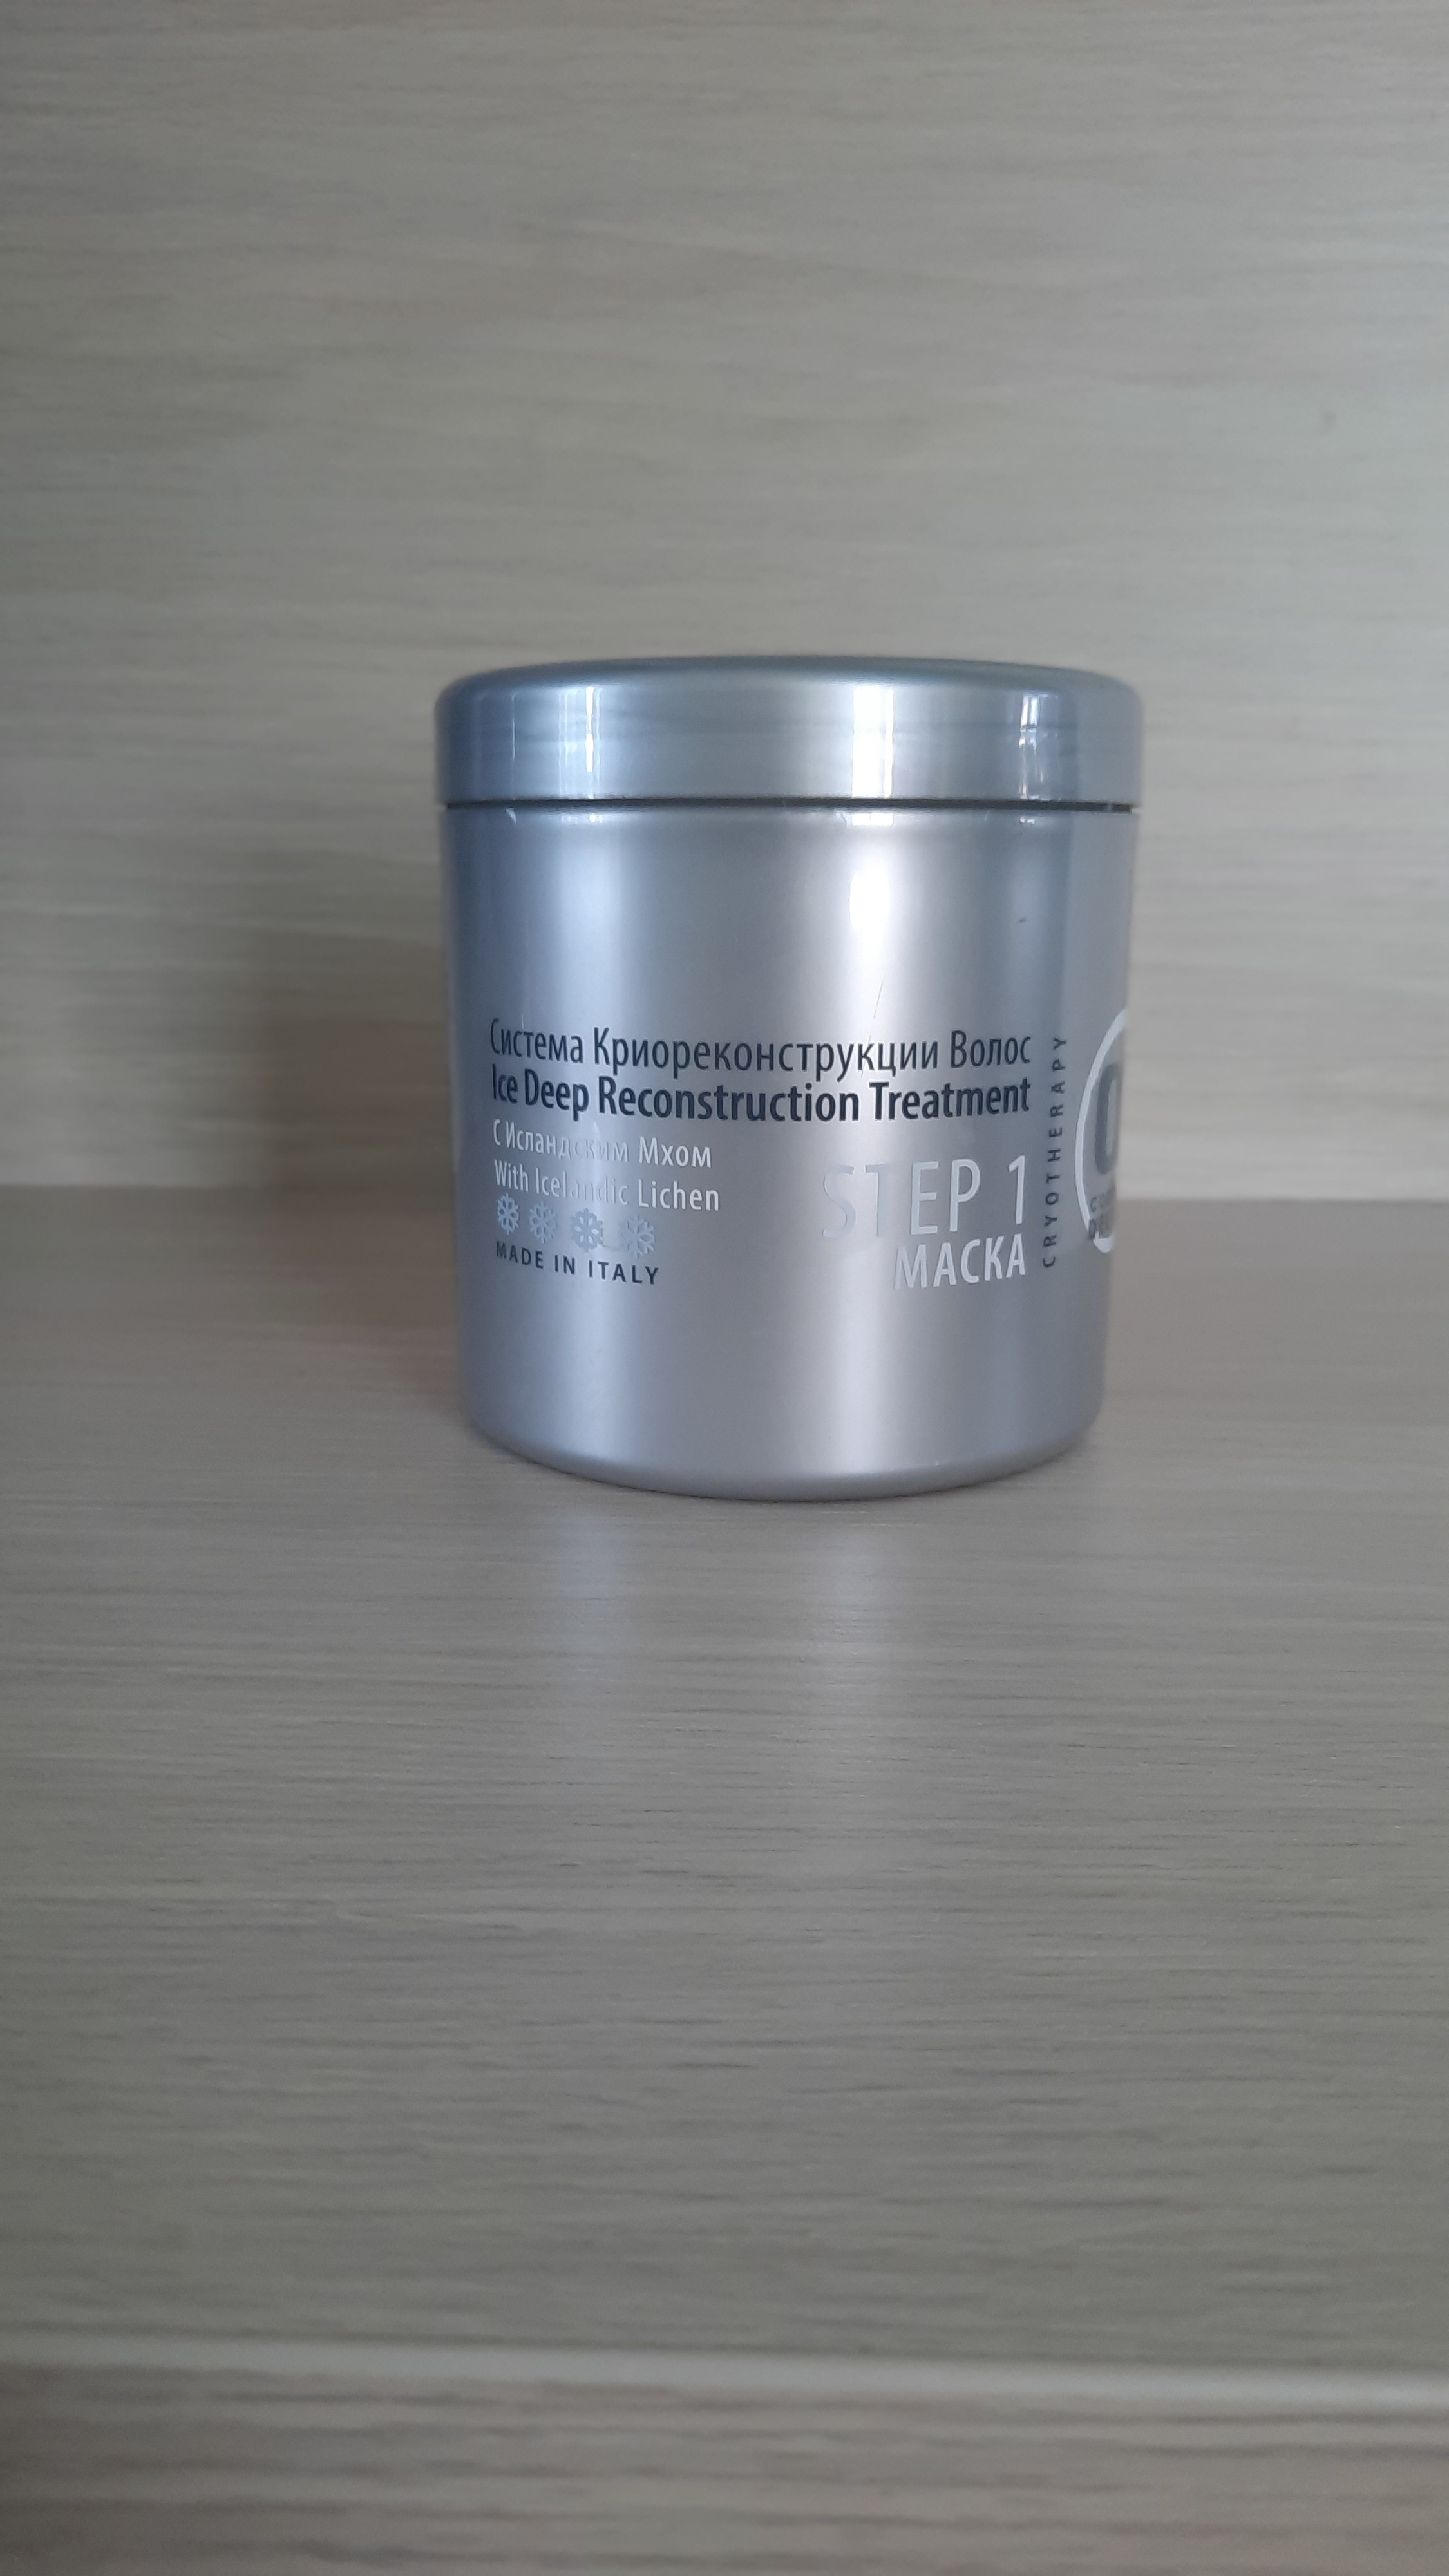 Система Криореконструкции Волос
Ice Deep Reconstruction Treatment
С Исландским Мхом
With Icelandic Lichen
MADE IN ITALY
STEP 1
МАСКА
CRYOTHERAPY